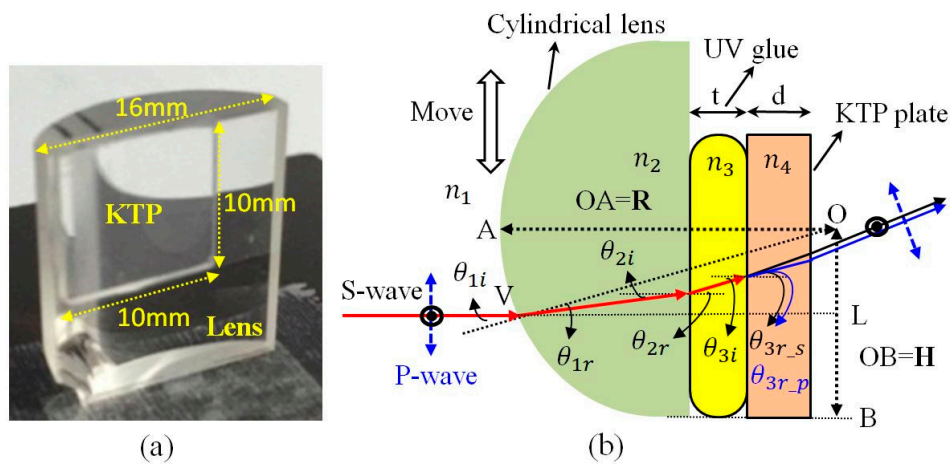 16mm
KTP
10mm
10mm
Lens
(a)
Cylindrical lens
UV glue
Move
t
d
KTP plate
n₁
n₂
n₃
n₄
OA=R
A
O
θ₁ᵢ
θ₂ᵢ
S-wave
V
L
θ₁ᵣ
θ₂ᵣ
θ₃ᵢ
θ₃ᵣ_ₛ
OB=H
P-wave
θ₃ᵣ_ₚ
B
(b)